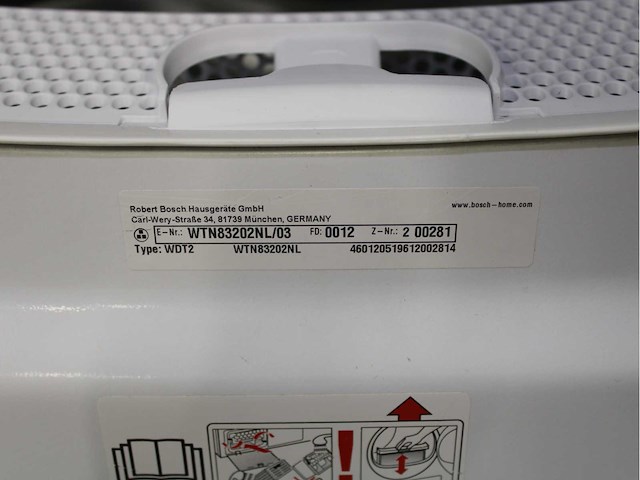 Robert Bosch Hausgeräte GmbH
Carl-Wery-Straße 34, 81739 München, GERMANY
www.bosch-home.com
E-Nr.: WTN83202NL/03 FD: 0012 Z-Nr.: 2 00281
Type: WDT2 WTN83202NL 460120519612002814